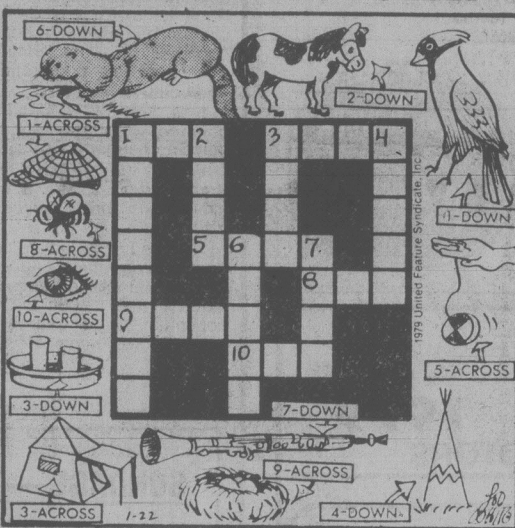 6-DOWN
2-DOWN
1-ACROSS
1 2 3 4
1-DOWN
8-ACROSS
5 6 7
8
10-ACROSS
5-ACROSS
9
10
3-DOWN
7-DOWN
9-ACROSS
3-ACROSS
1-22
4-DOWN
1979 United Feature Syndicate, Inc.